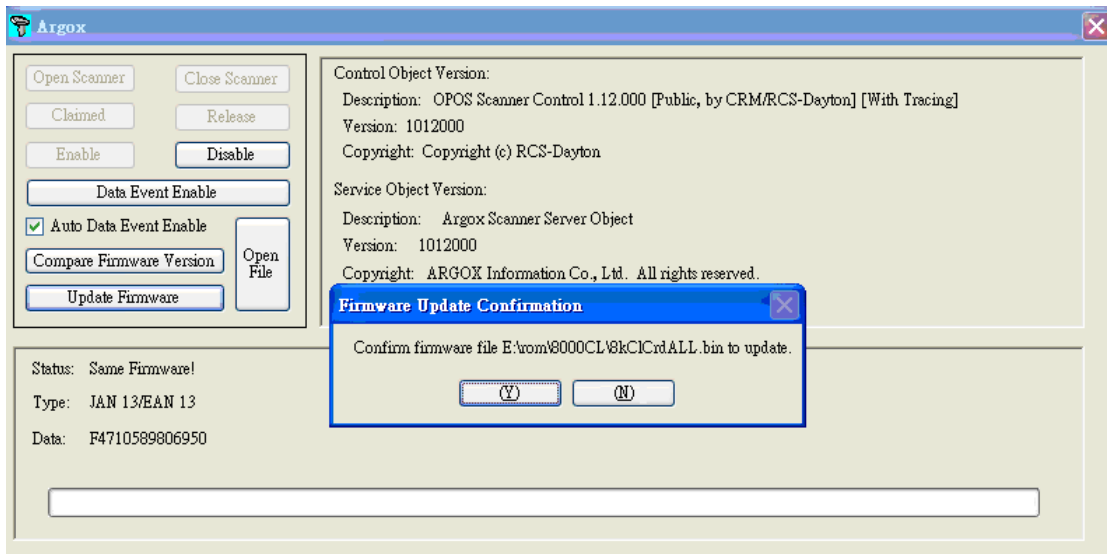 Argox
Open Scanner
Close Scanner
Claimed
Release
Enable
Disable
Data Event Enable
Auto Data Event Enable
Compare Firmware Version
Open
File
Update Firmware
Control Object Version:
Description: OPOS Scanner Control 1.12.000 [Public, by CRM/RCS-Dayton] [With Tracing]
Version: 1012000
Copyright: Copyright (c) RCS-Dayton
Service Object Version:
Description: Argox Scanner Server Object
Version: 1012000
Copyright: ARGOX Information Co., Ltd. All rights reserved.
Firmware Update Confirmation
Confirm firmware file E:\rom\8000CL\8kClCrdALL.bin to update.
(Y)
(N)
Status: Same Firmware!
Type: JAN 13/EAN 13
Data: F4710589806950